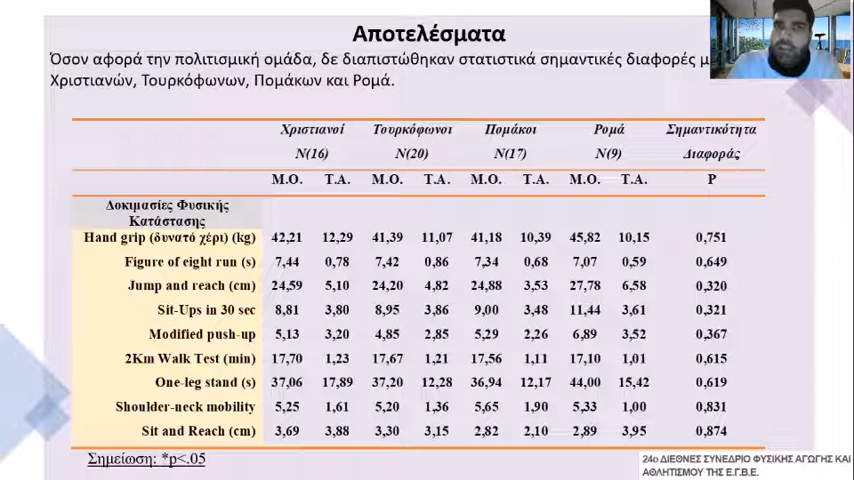 Αποτελέσματα
Όσον αφορά την πολιτισμική ομάδα, δε διαπιστώθηκαν στατιστικά σημαντικές διαφορές
Χριστιανών, Τουρκόφωνων, Πομάκων και Ρομά.
Χριστιανοί Τουρκόφωνοι Πομάκοι Ρομά Σημαντικότητα
N(16) N(20) N(17) N(9) Διαφοράς
Μ.Ο. Τ.Α. Μ.Ο. Τ.Α. Μ.Ο. Τ.Α. Μ.Ο. Τ.Α. P
Δοκιμασίες Φυσικής
Κατάστασης
Hand grip (δυνατό χέρι) (kg) 42,21 12,29 41,39 11,07 41,18 10,39 45,82 10,15 0,751
Figure of eight run (s) 7,44 0,78 7,42 0,86 7,34 0,68 7,07 0,59 0,649
Jump and reach (cm) 24,59 5,10 24,20 4,82 24,88 3,53 27,78 6,58 0,320
Sit-Ups in 30 sec 8,81 3,80 8,95 3,86 9,00 3,48 11,44 3,61 0,321
Modified push-up 5,13 3,20 4,85 2,85 5,29 2,26 6,89 3,52 0,367
2Km Walk Test (min) 17,70 1,23 17,67 1,21 17,56 1,11 17,10 1,01 0,615
One-leg stand (s) 37,06 17,89 37,20 12,28 36,94 12,17 44,00 15,42 0,619
Shoulder-neck mobility 5,25 1,61 5,20 1,36 5,65 1,90 5,33 1,00 0,831
Sit and Reach (cm) 3,69 3,88 3,30 3,15 2,82 2,10 2,89 3,95 0,874
Σημείωση: *p<.05
24ο ΔΙΕΘΝΕΣ ΣΥΝΕΔΡΙΟ ΦΥΣΙΚΗΣ ΑΓΩΓΗΣ ΚΑΙ
ΑΘΛΗΤΙΣΜΟΥ ΤΗΣ Ε.Γ.Β.Ε.